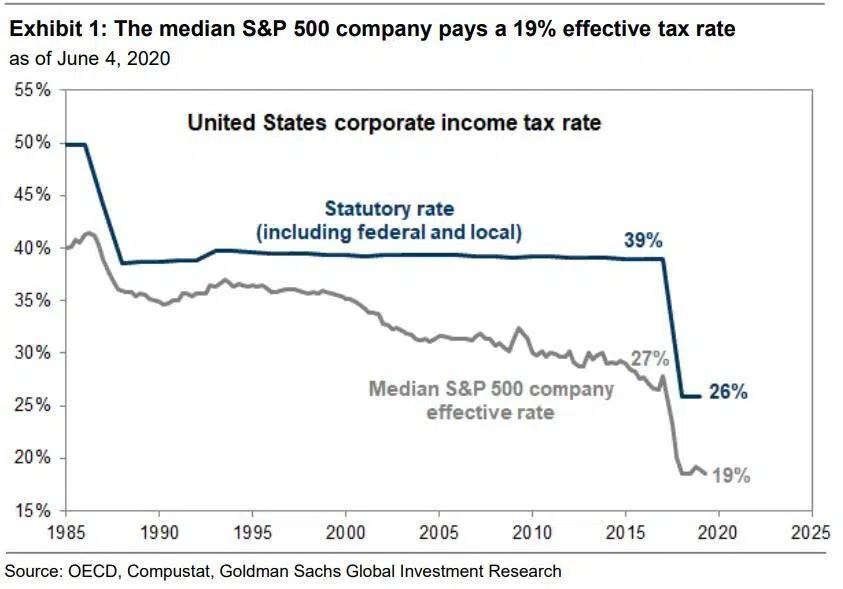 Exhibit 1: The median S&P 500 company pays a 19% effective tax rate
as of June 4, 2020
55%
United States corporate income tax rate
50%
45%
Statutory rate
(including federal and local)
39%
40%
35%
30%
27%
Median S&P 500 company
effective rate
26%
25%
20%
19%
15%
1985 1990 1995 2000 2005 2010 2015 2020 2025
Source: OECD, Compustat, Goldman Sachs Global Investment Research